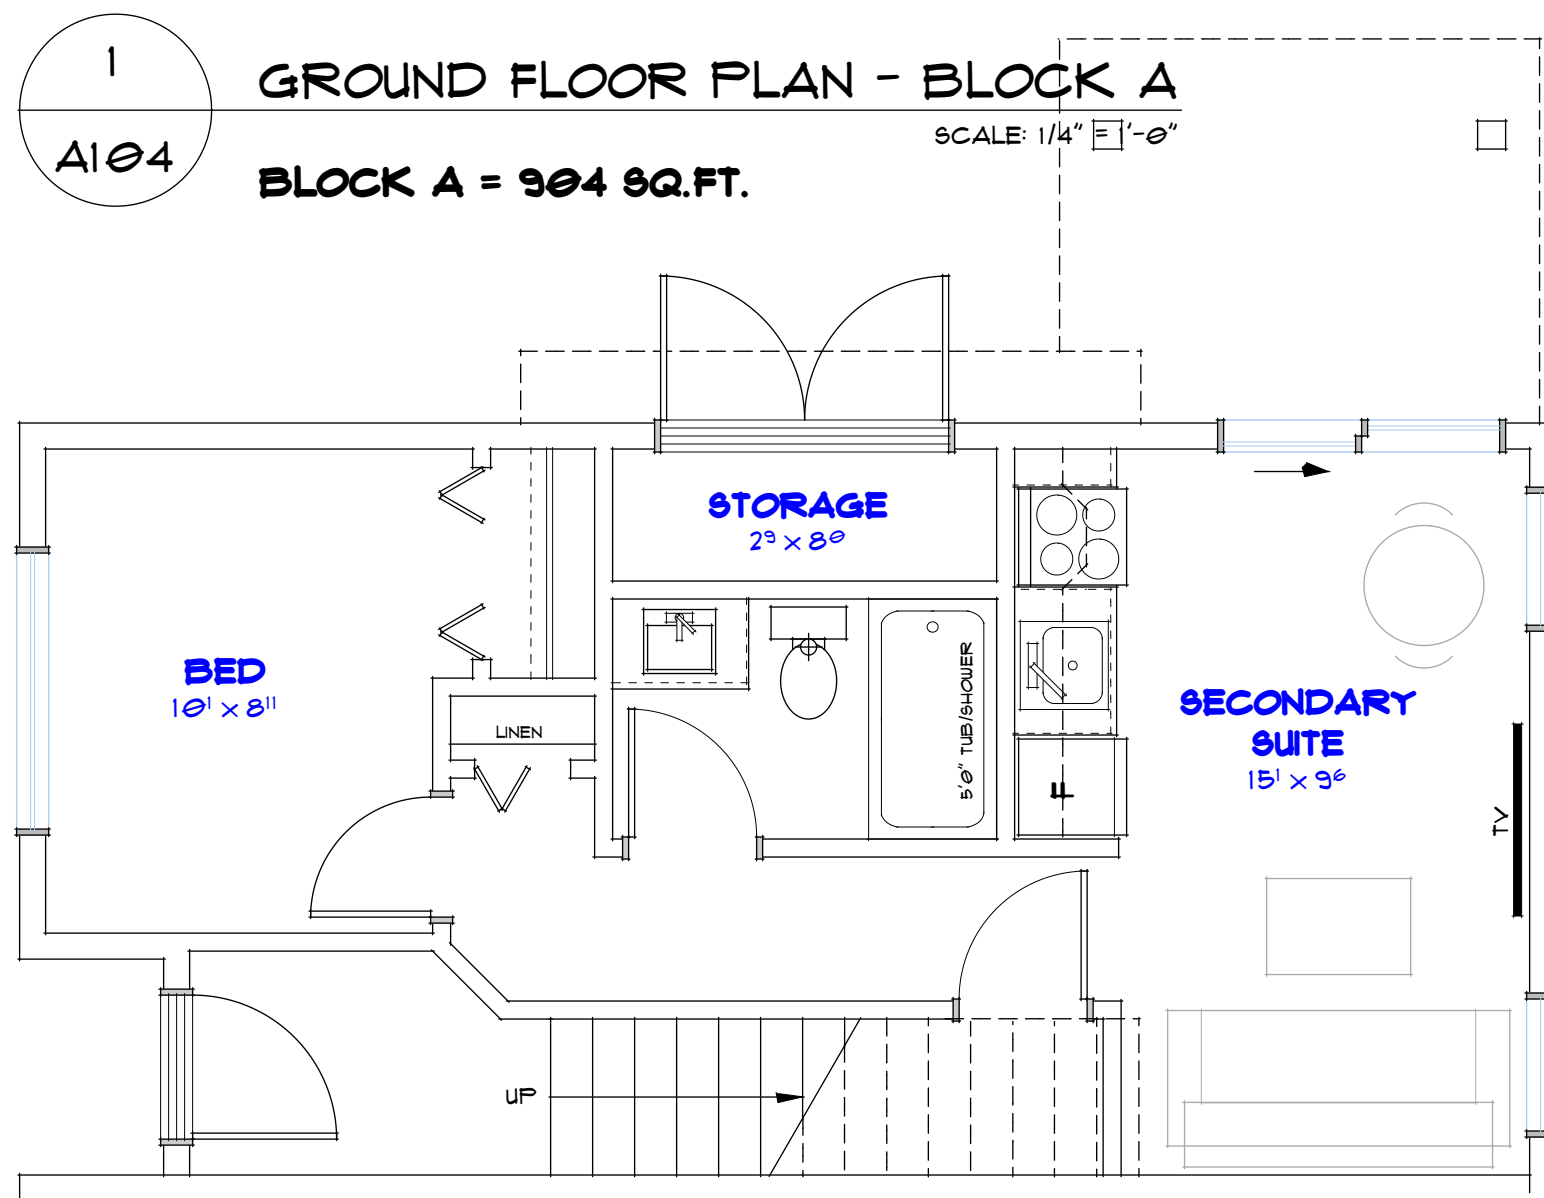 1
A104
GROUND FLOOR PLAN - BLOCK A
SCALE: 1/4" = 1'-0"
BLOCK A = 904 SQ.FT.
STORAGE
2⁹ x 8⁰
BED
10¹ x 8¹¹
LINEN
5'0" TUB/SHOWER
F
SECONDARY
SUITE
15¹ x 9⁶
TV
UP